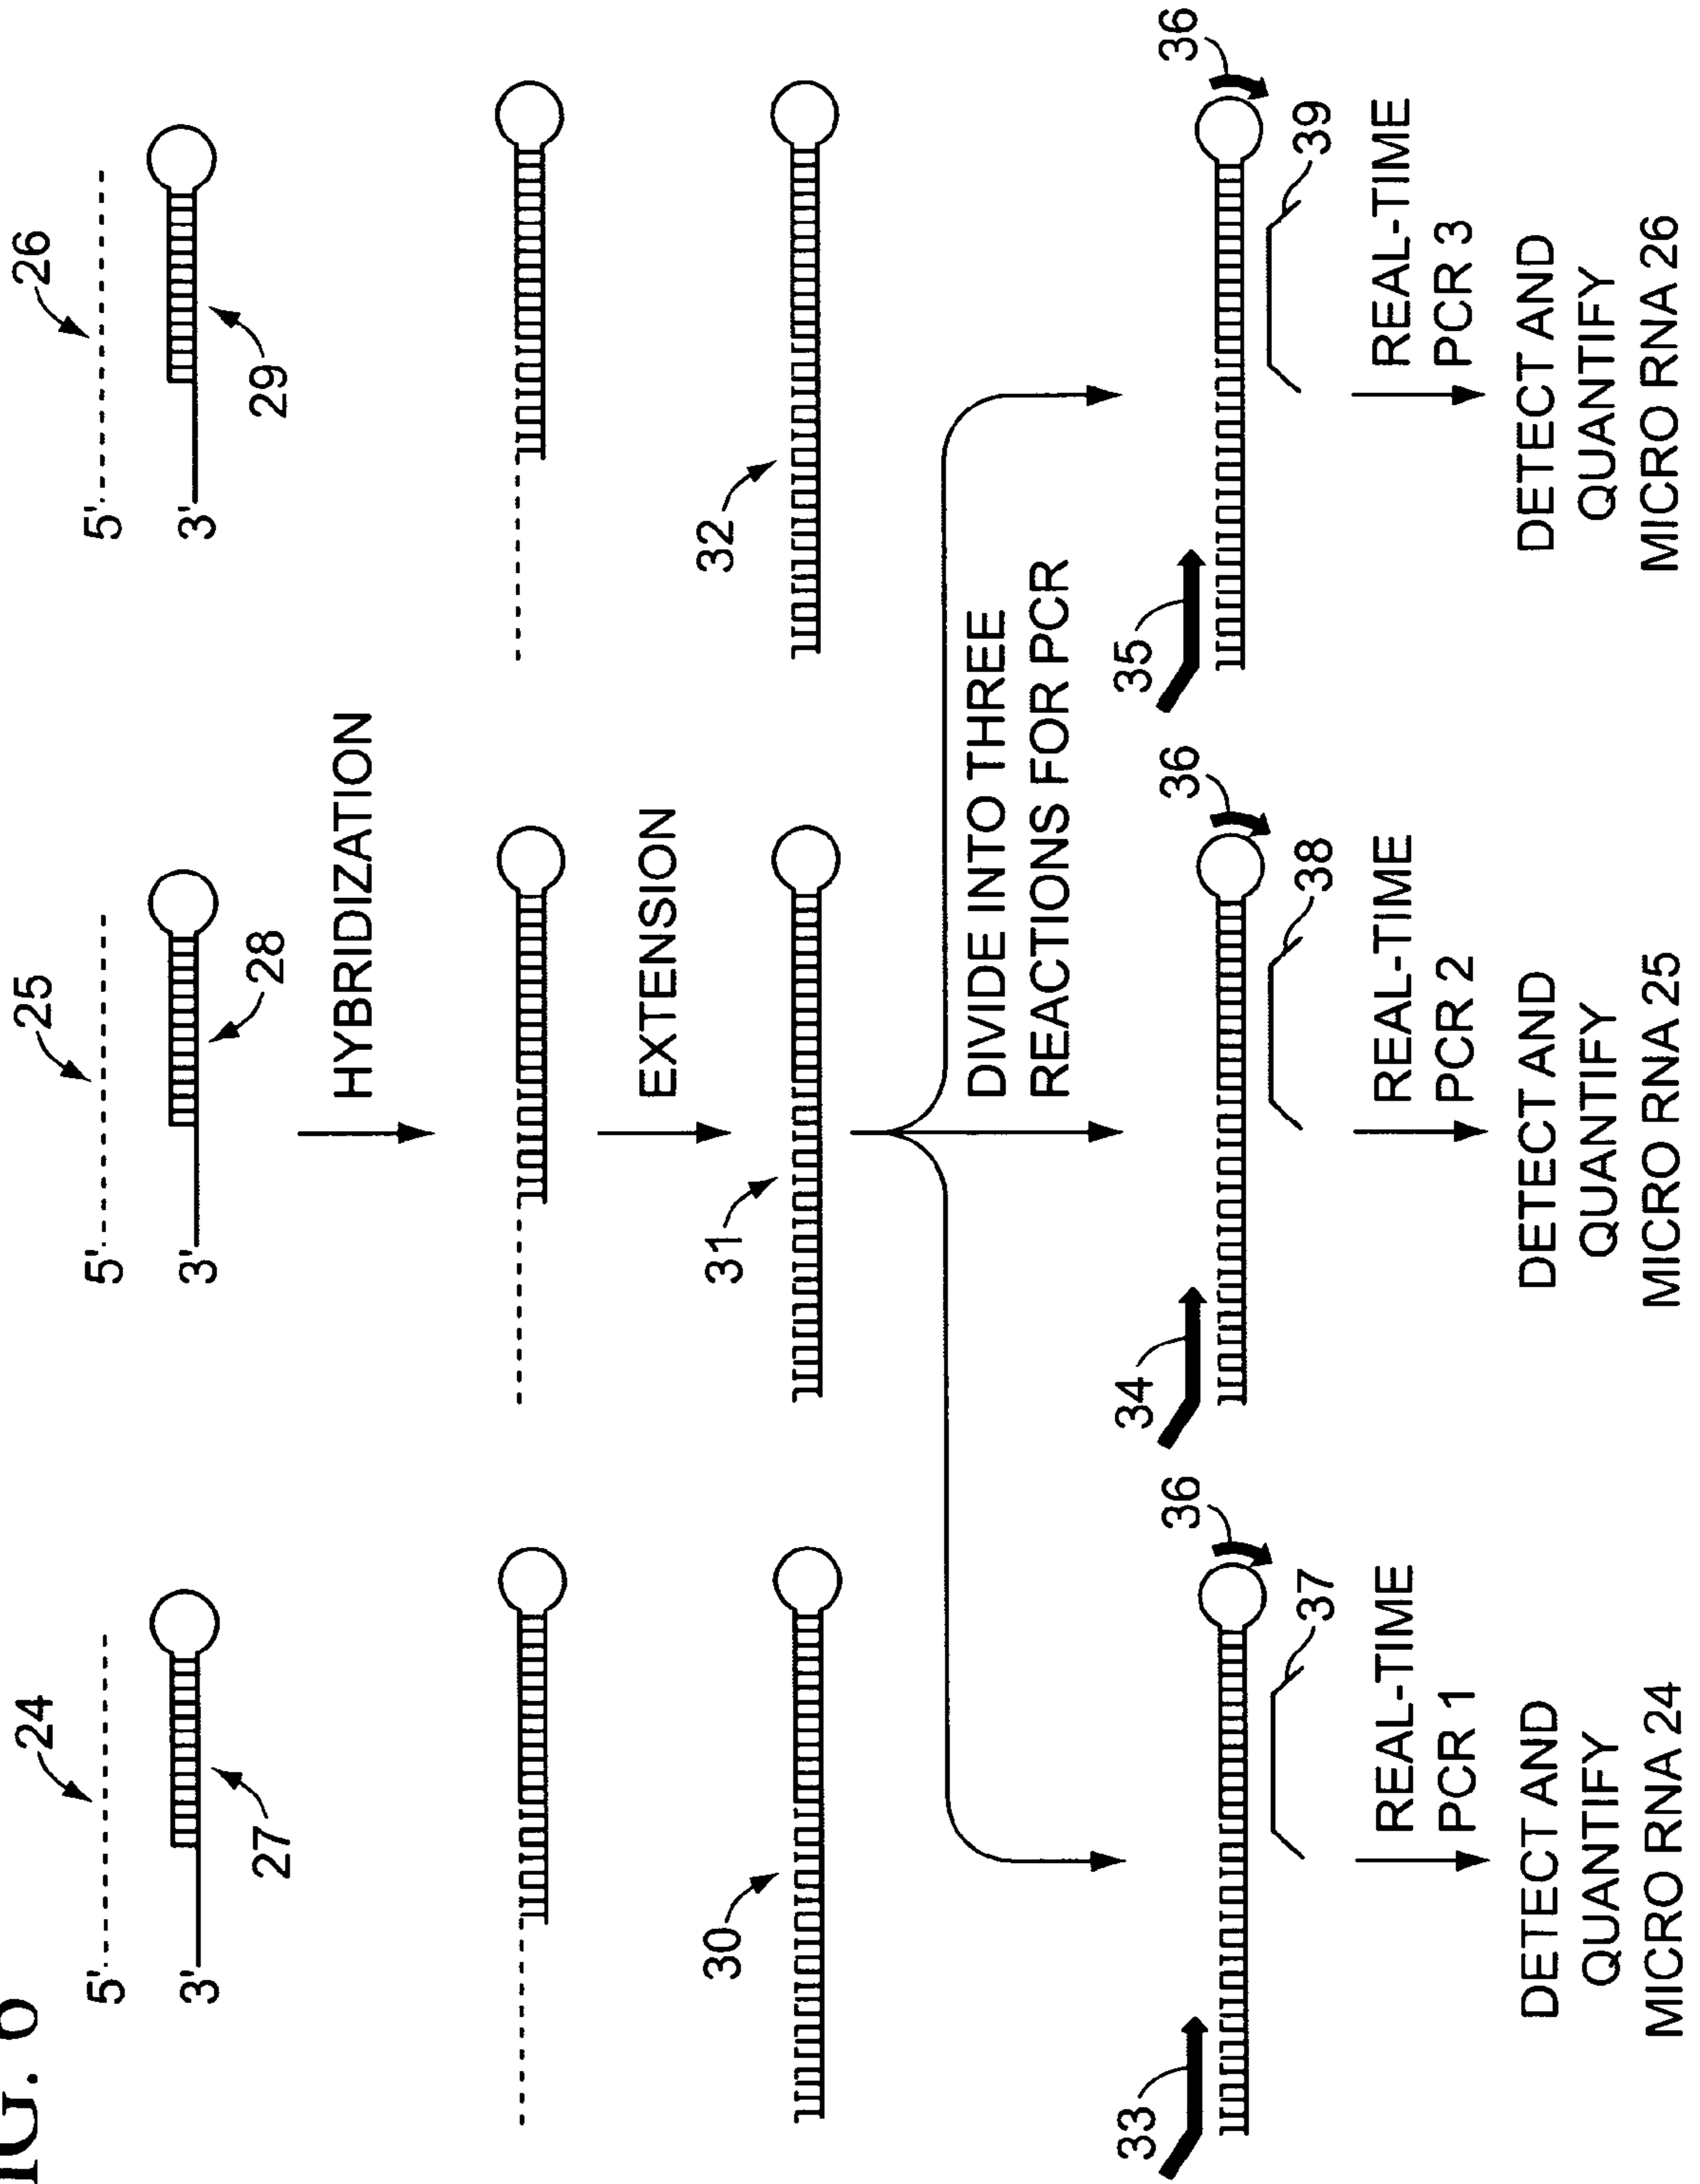 IG. 6
24
25
26
5'
5'
5'
3'
3'
3'
27
28
29
HYBRIDIZATION
EXTENSION
30
31
32
DIVIDE INTO THREE
REACTIONS FOR PCR
33
36
34
36
35
36
37
38
39
REAL-TIME
PCR 1
REAL-TIME
PCR 2
REAL-TIME
PCR 3
DETECT AND
QUANTIFY
MICRO RNA 24
DETECT AND
QUANTIFY
MICRO RNA 25
DETECT AND
QUANTIFY
MICRO RNA 26